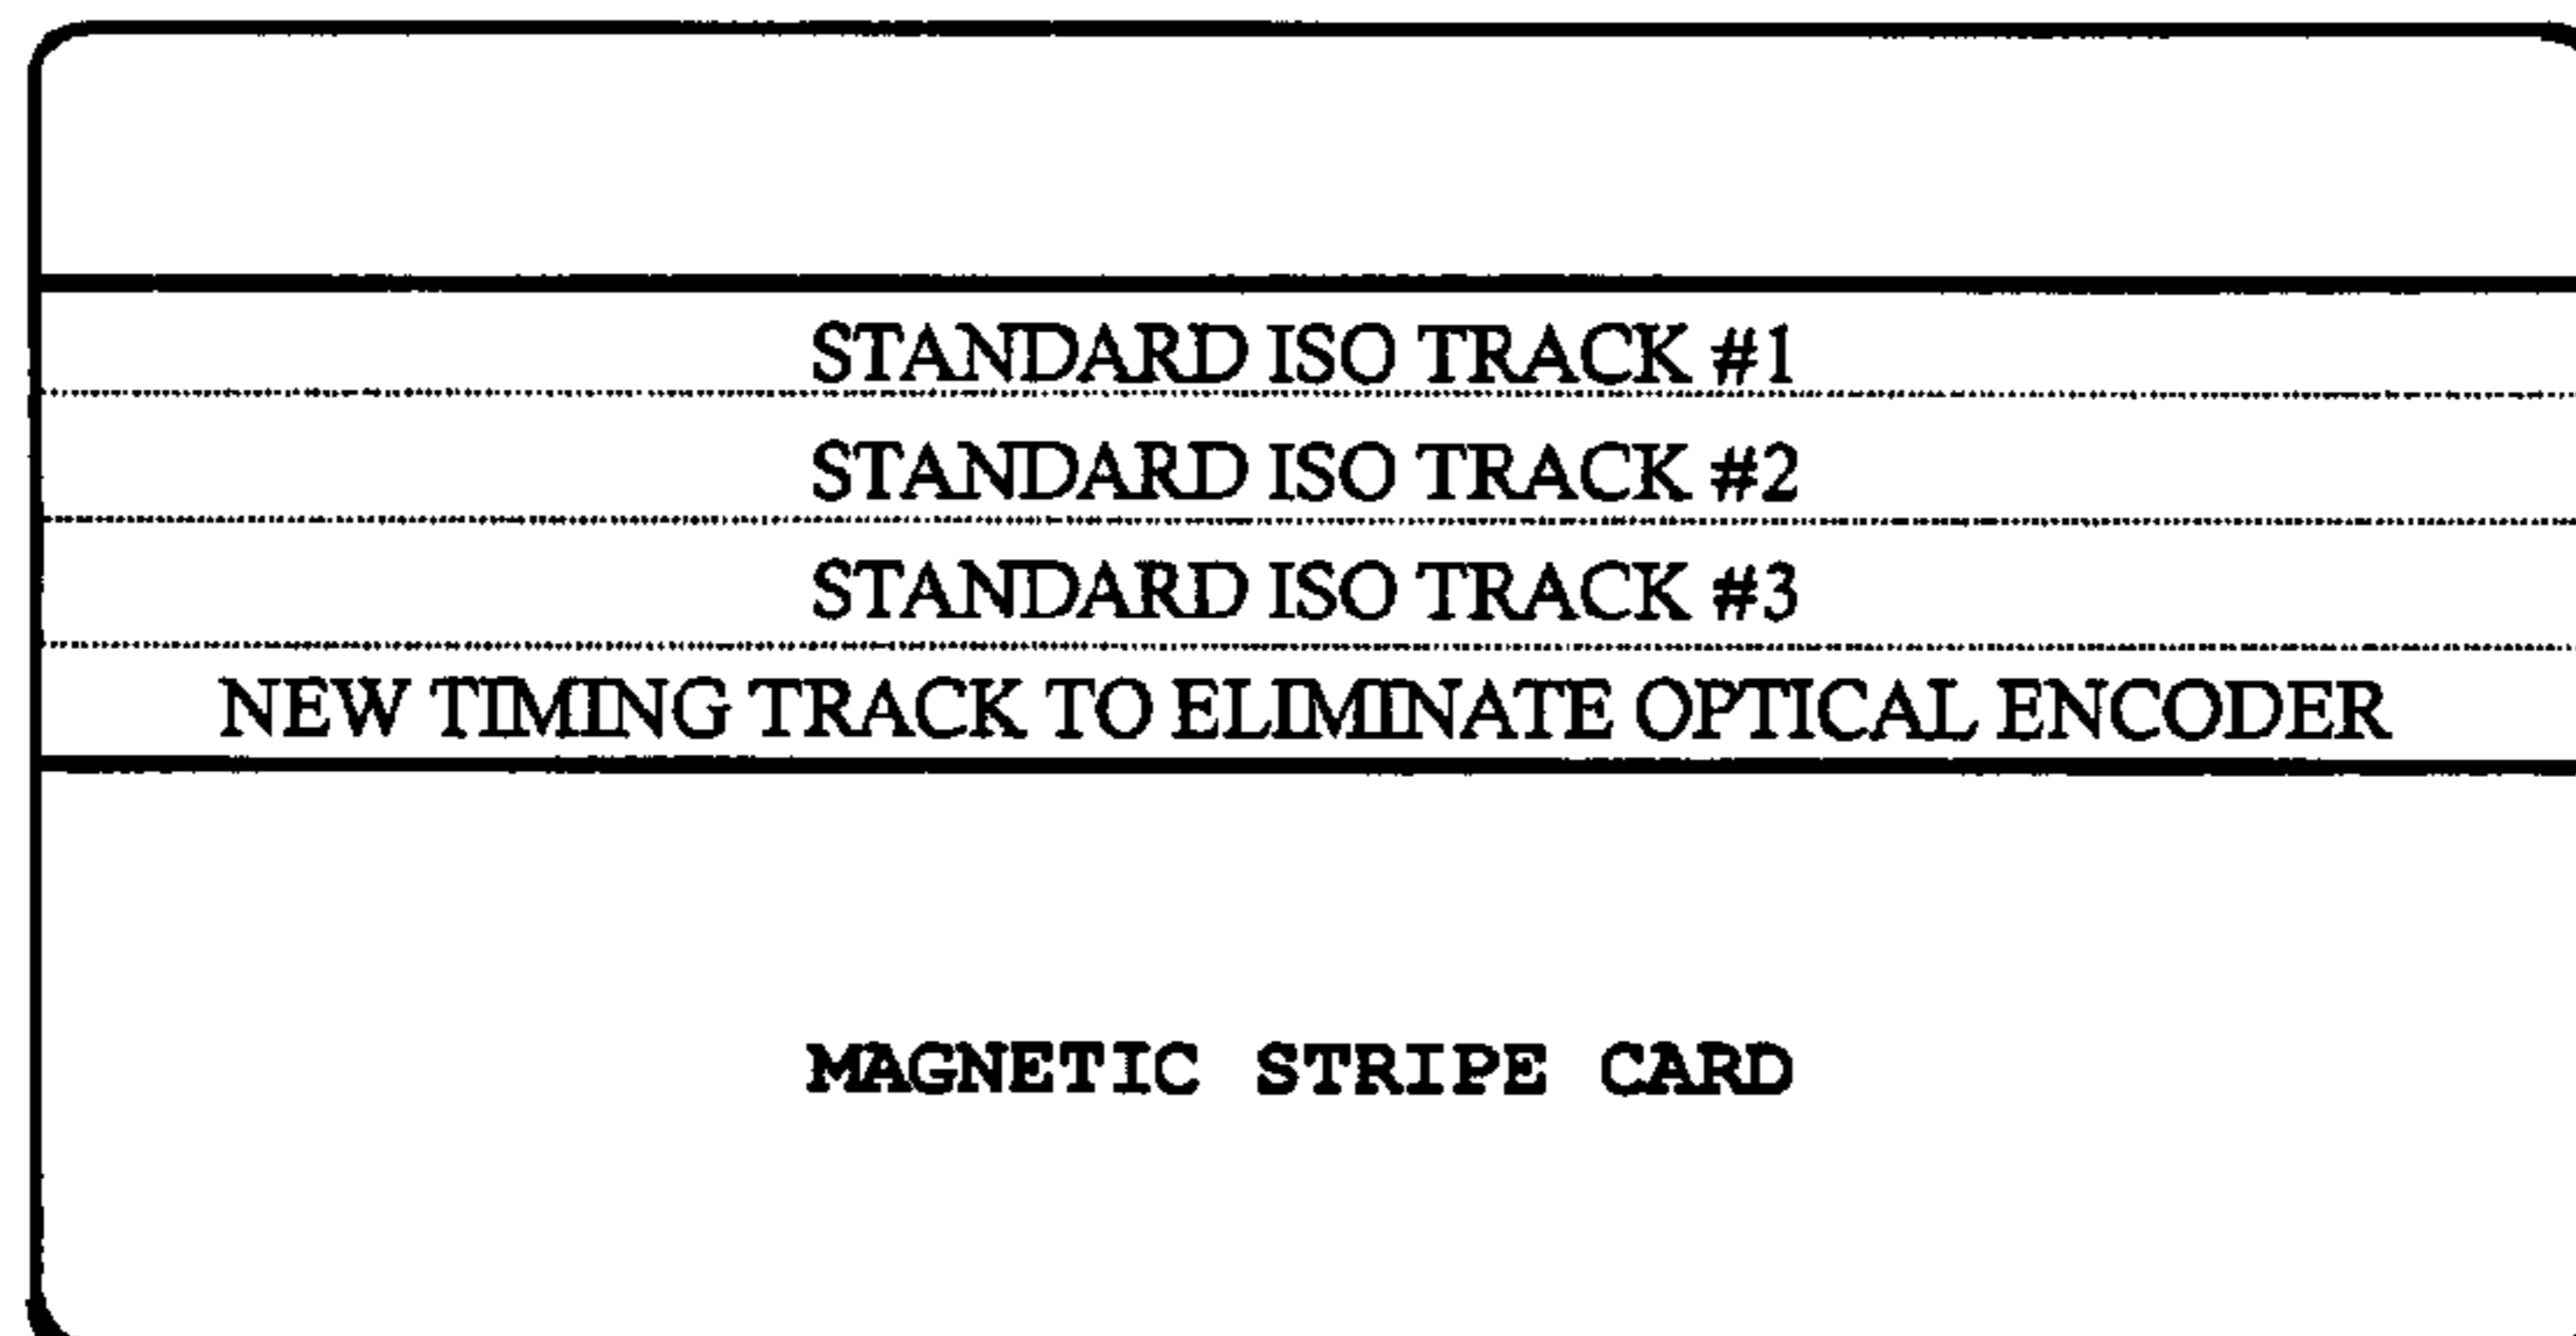 STANDARD ISO TRACK #1
STANDARD ISO TRACK #2
STANDARD ISO TRACK #3
NEW TIMING TRACK TO ELIMINATE OPTICAL ENCODER
MAGNETIC STRIPE CARD